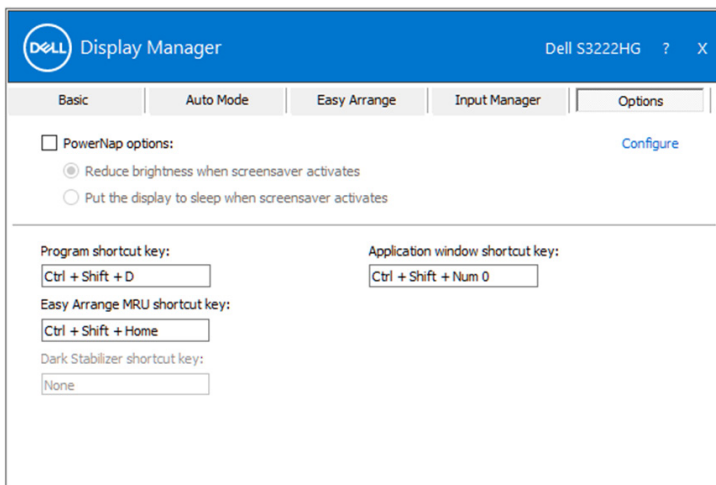 DELL Display Manager Dell S3222HG ? X
Basic Auto Mode Easy Arrange Input Manager Options
PowerNap options: Configure
Reduce brightness when screensaver activates
Put the display to sleep when screensaver activates
Program shortcut key: Application window shortcut key:
Ctrl + Shift + D Ctrl + Shift + Num 0
Easy Arrange MRU shortcut key:
Ctrl + Shift + Home
Dark Stabilizer shortcut key:
None